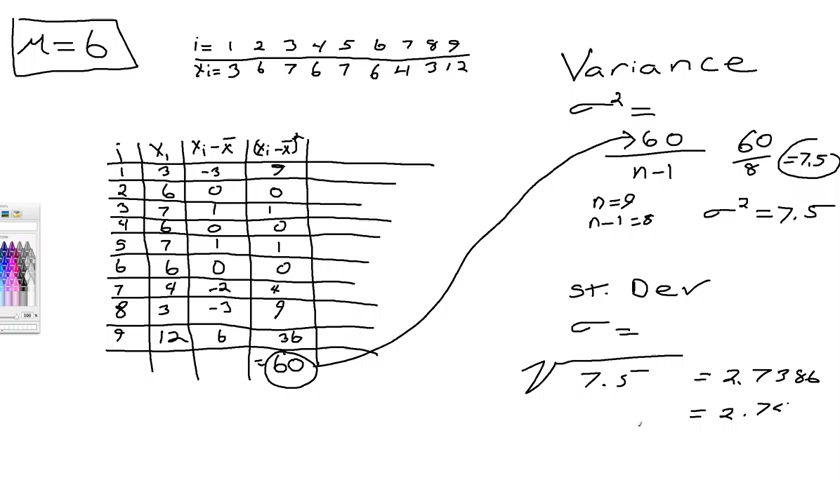 μ = 6
i = 1 2 3 4 5 6 7 8 9
xi = 3 6 7 6 7 6 4 3 12
i xi xi - x̄ (xi - x̄)²
1 3 -3 9
2 6 0 0
3 7 1 1
4 6 0 0
5 7 1 1
6 6 0 0
7 4 -2 4
8 3 -3 9
9 12 6 36
= 60
Variance
σ² =
60 / n-1
60 / 8 = 7.5
n = 9
n-1 = 8
σ² = 7.5
St. Dev
σ =
√7.5 = 2.7386
= 2.7
100